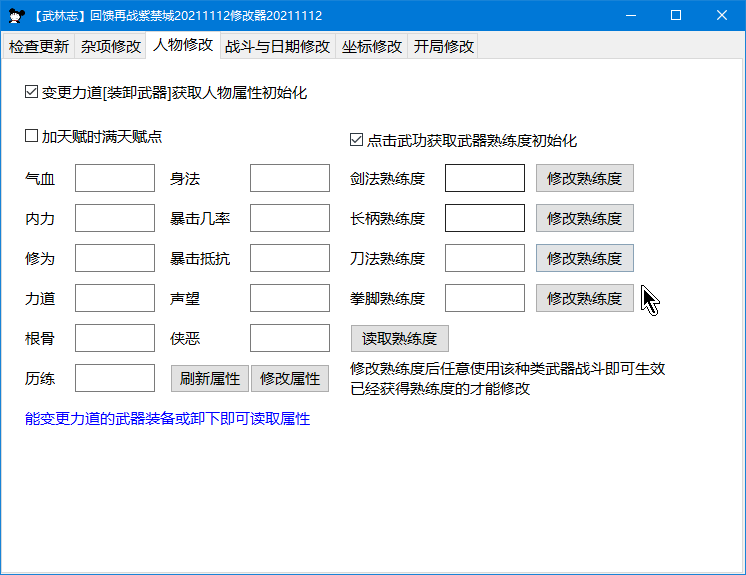 【武林志】回馈再战紫禁城20211112修改器20211112
检查更新 杂项修改 人物修改 战斗与日期修改 坐标修改 开局修改
变更力道[装卸武器]获取人物属性初始化
加天赋时满天赋点
点击武功获取武器熟练度初始化
气血 身法 剑法熟练度 修改熟练度
内力 暴击几率 长柄熟练度 修改熟练度
修为 暴击抵抗 刀法熟练度 修改熟练度
力道 声望 拳脚熟练度 修改熟练度
根骨 侠恶 读取熟练度
历练 刷新属性 修改属性
修改熟练度后任意使用该种类武器战斗即可生效
已经获得熟练度的才能修改
能变更力道的武器装备或卸下即可读取属性